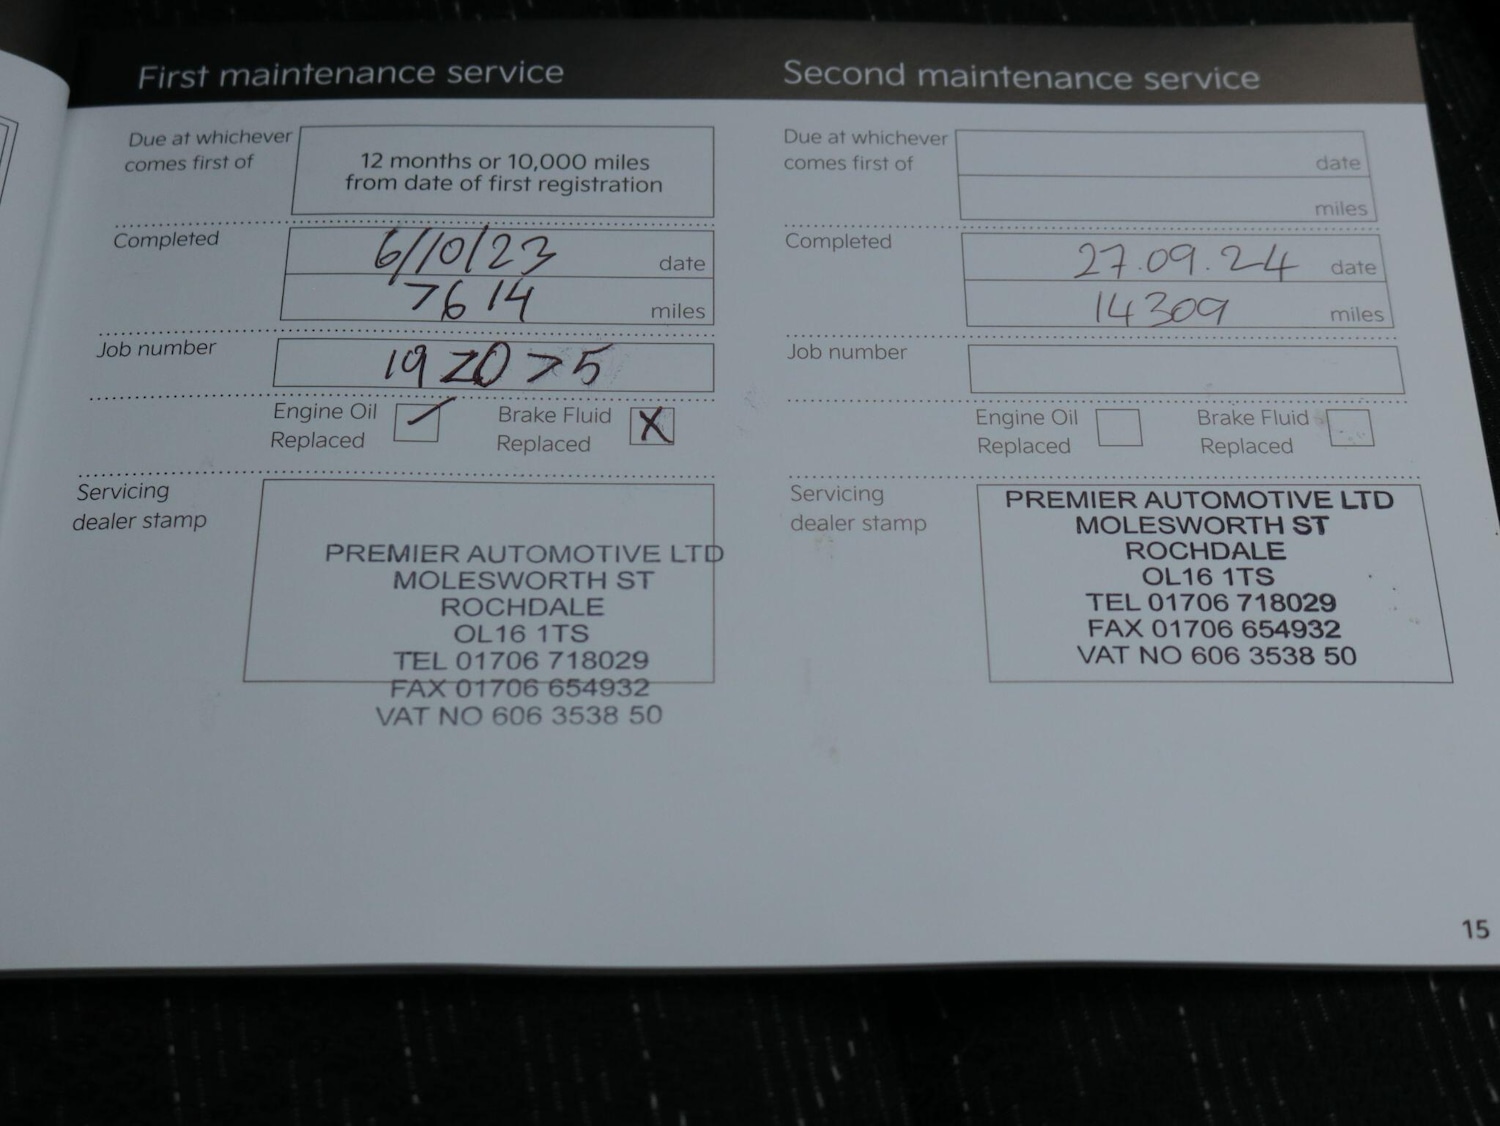 First maintenance service
Due at whichever
comes first of
12 months or 10,000 miles
from date of first registration
Completed
6/10/23 date
7614 miles
Job number
192075
Engine Oil
Replaced
Brake Fluid
Replaced
X
Servicing
dealer stamp
PREMIER AUTOMOTIVE LTD
MOLESWORTH ST
ROCHDALE
OL16 1TS
TEL 01706 718029
FAX 01706 654932
VAT NO 606 3538 50
Second maintenance service
Due at whichever
comes first of
date
miles
Completed
27.09.24 date
14309 miles
Job number
Engine Oil
Replaced
Brake Fluid
Replaced
Servicing
dealer stamp
PREMIER AUTOMOTIVE LTD
MOLESWORTH ST
ROCHDALE
OL16 1TS
TEL 01706 718029
FAX 01706 654932
VAT NO 606 3538 50
15